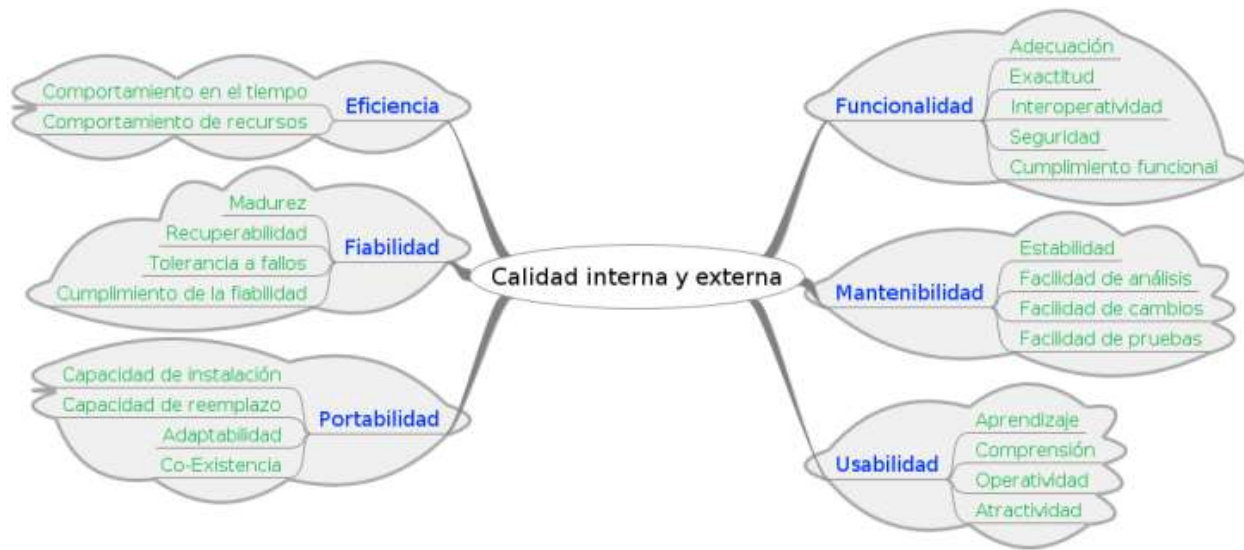 Calidad interna y externa
Eficiencia
Comportamiento en el tiempo
Comportamiento de recursos
Fiabilidad
Madurez
Recuperabilidad
Tolerancia a fallos
Cumplimiento de la fiabilidad
Portabilidad
Capacidad de instalación
Capacidad de reemplazo
Adaptabilidad
Co-Existencia
Funcionalidad
Adecuación
Exactitud
Interoperatividad
Seguridad
Cumplimiento funcional
Mantenibilidad
Estabilidad
Facilidad de análisis
Facilidad de cambios
Facilidad de pruebas
Usabilidad
Aprendizaje
Comprensión
Operatividad
Atractividad